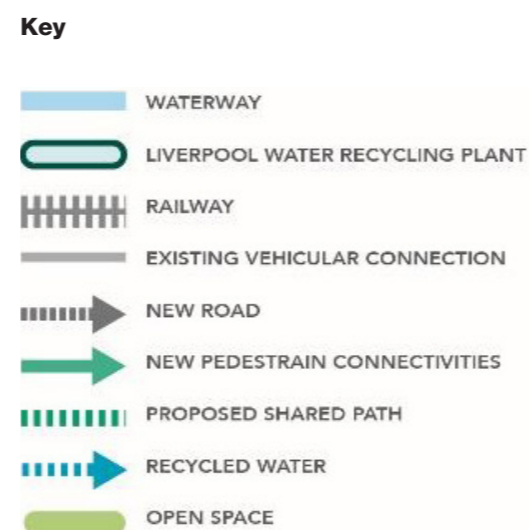 Key
WATERWAY
LIVERPOOL WATER RECYCLING PLANT
RAILWAY
EXISTING VEHICULAR CONNECTION
NEW ROAD
NEW PEDESTRAIN CONNECTIVITIES
PROPOSED SHARED PATH
RECYCLED WATER
OPEN SPACE